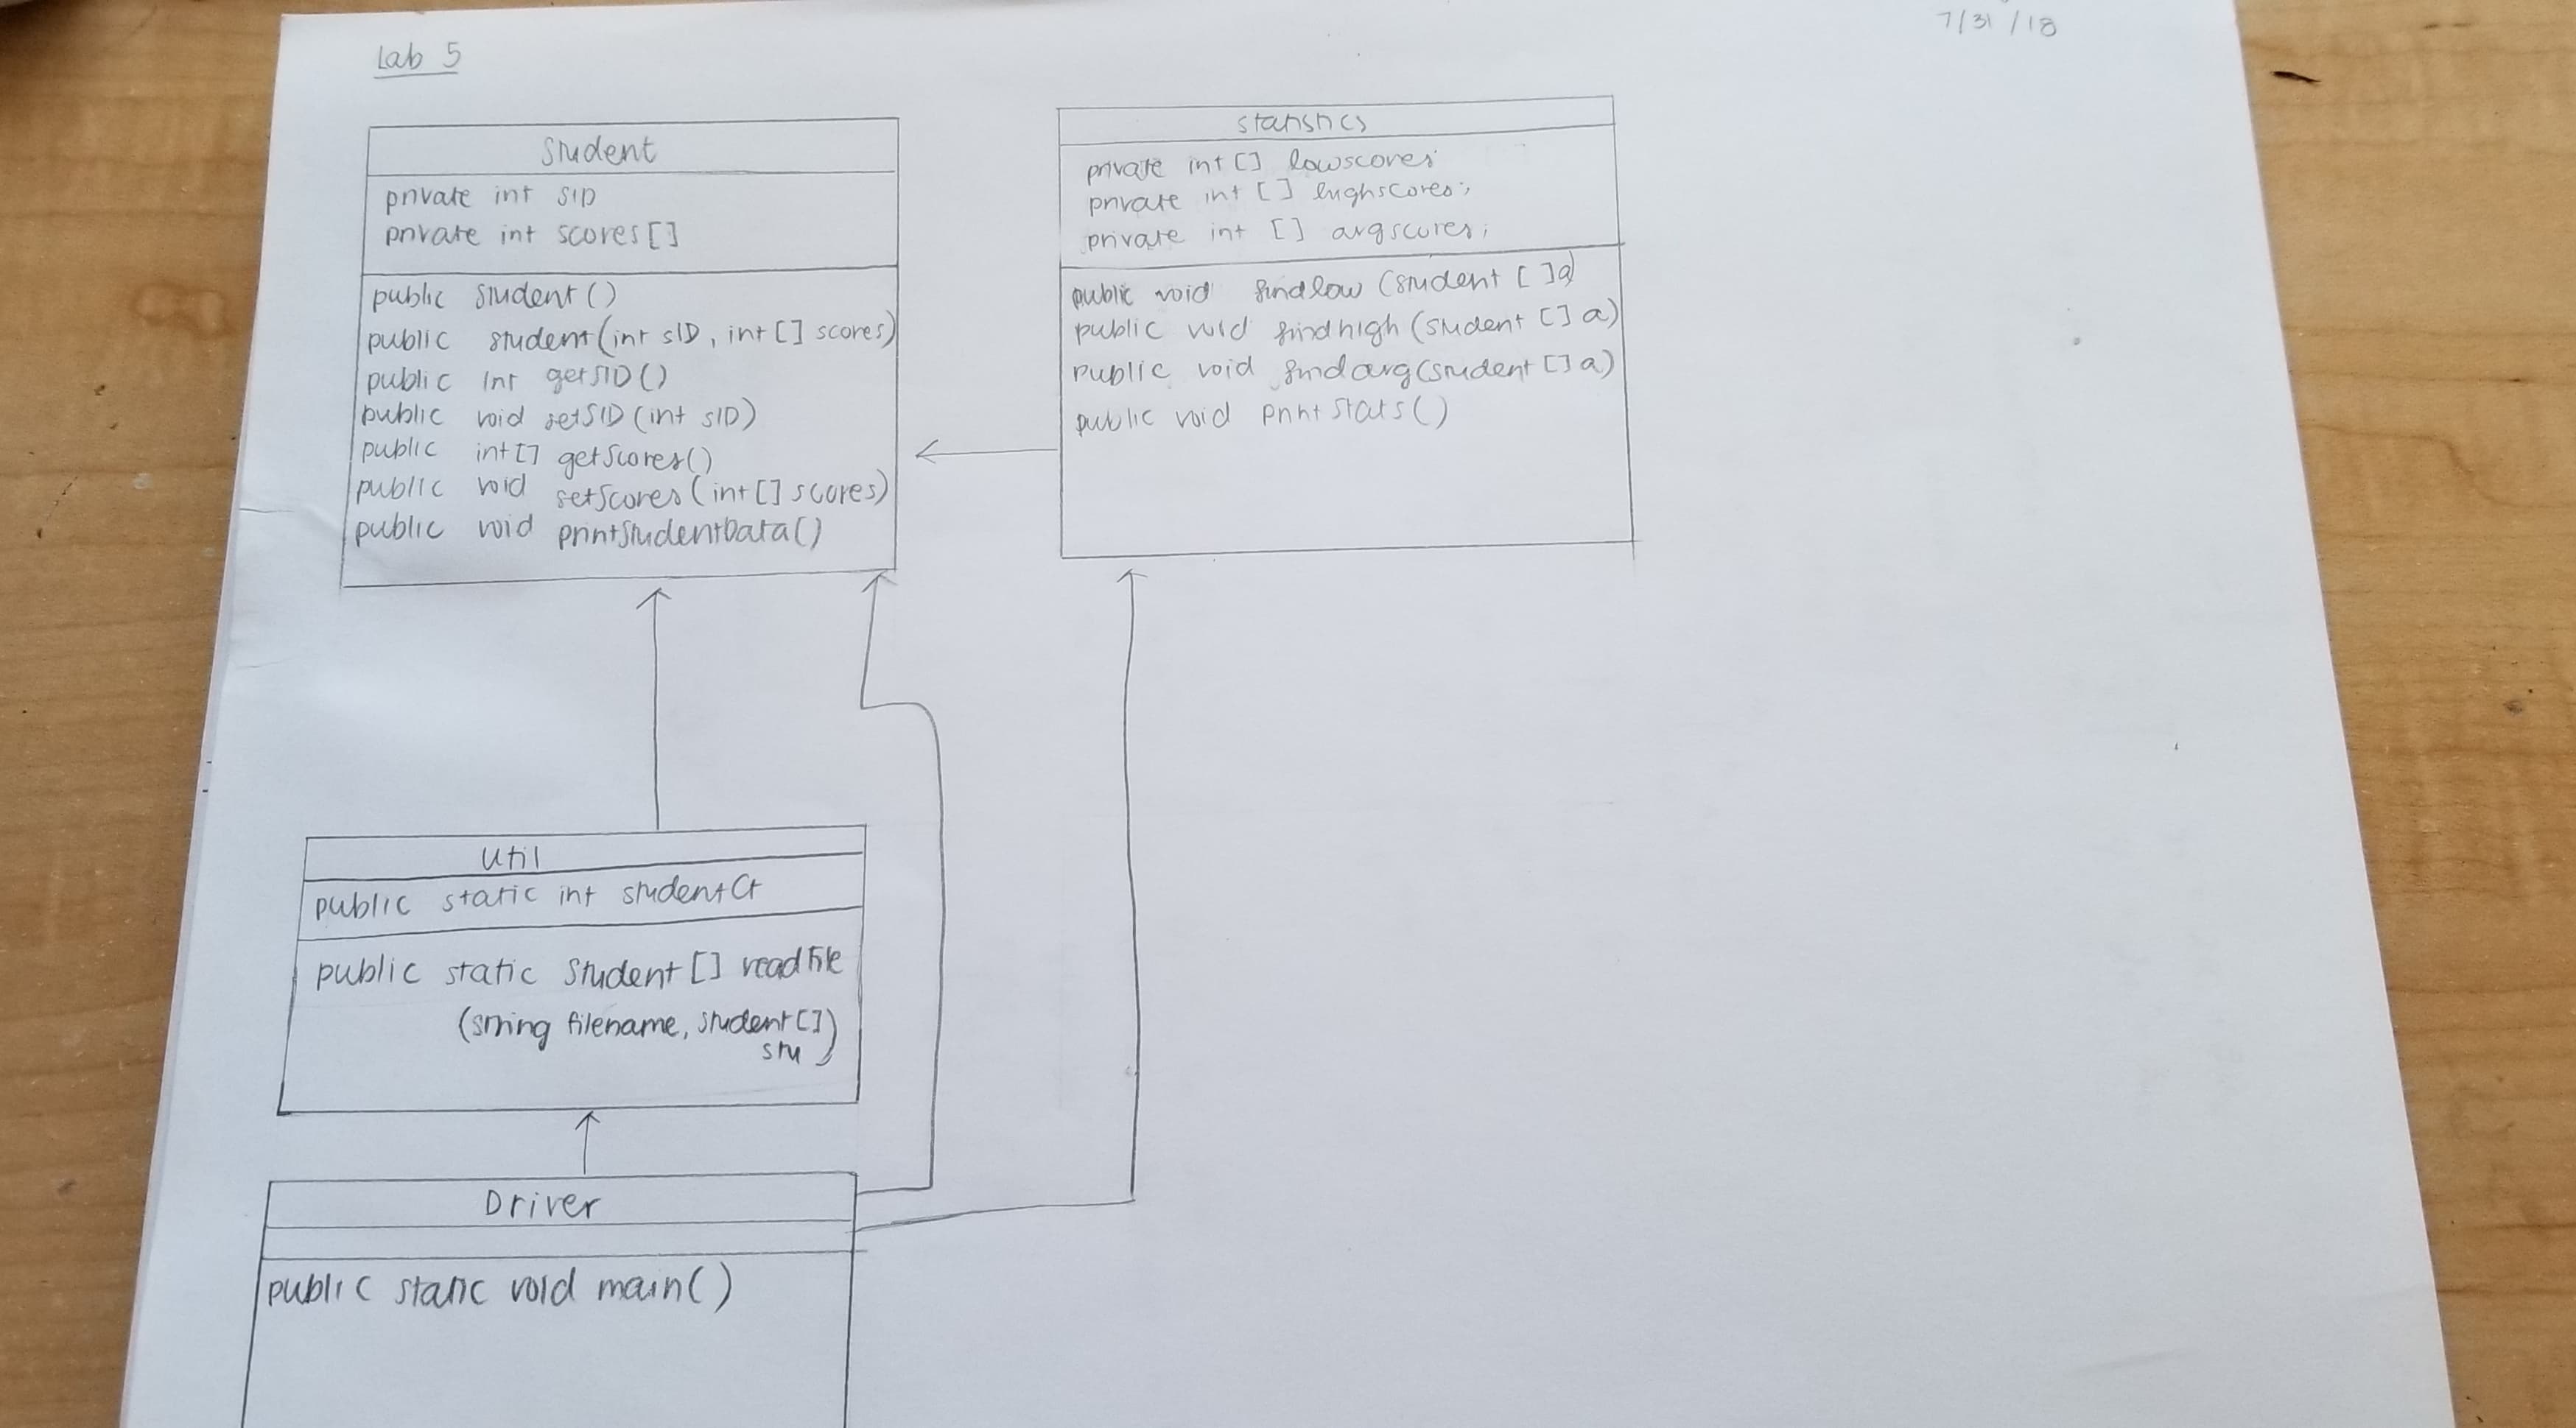 7/31/18
Lab 5
Student
private int SID
private int scores[]
public Student()
public student(int sID, int[] scores)
public int getSID()
public void setSID(int sID)
public int[] getScores()
public void setScores(int[] scores)
public void printStudentData()
statistics
private int[] lowscores;
private int [] highscores;
private int [] avgscores;
public void findlow (student [ ]a)
public void findhigh (student [] a)
public void findavg(student [] a)
public void print Stats()
Util
public static int studentCt
public static Student [] readFile
(string filename, student[]
stu)
Driver
public static void main()